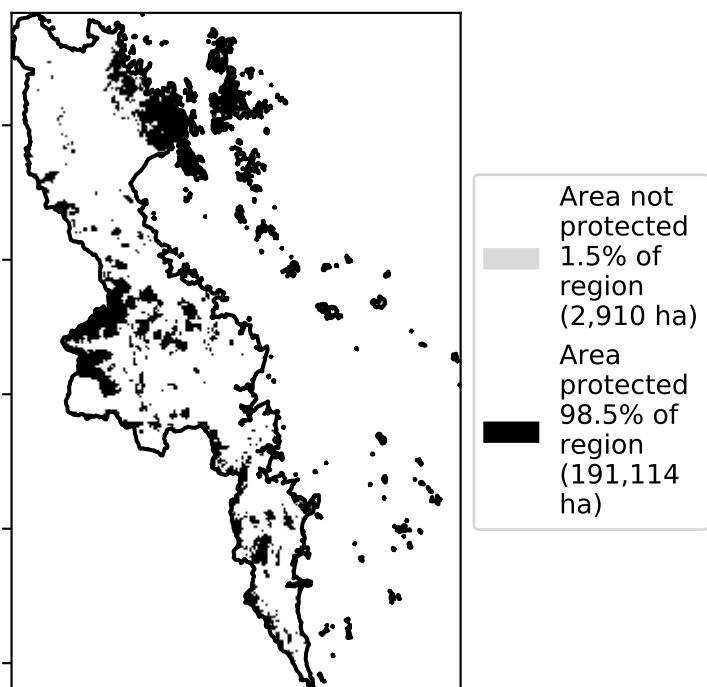 Area not
protected
1.5% of
region
(2,910 ha)
Area
protected
98.5% of
region
(191,114
ha)